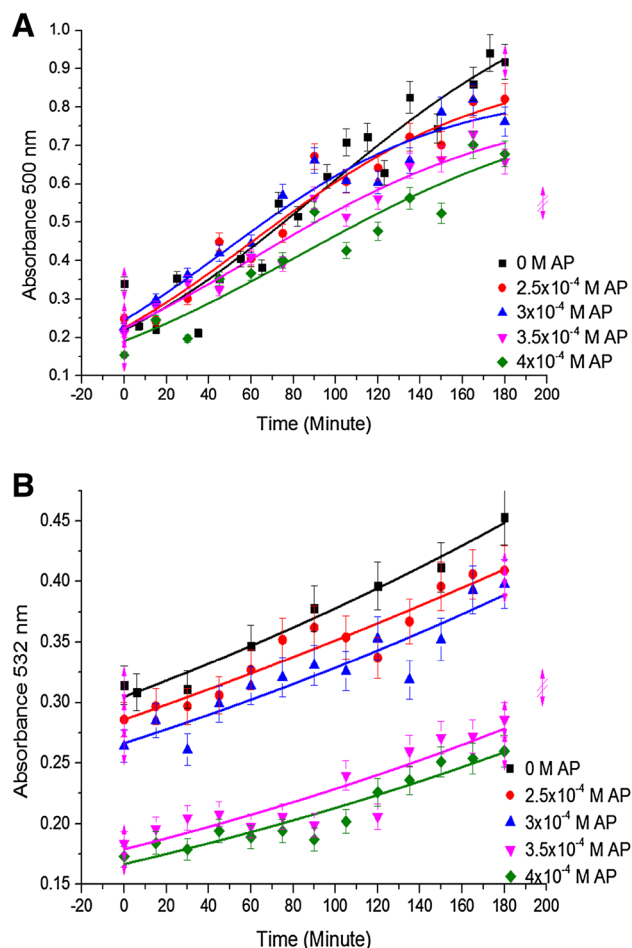 A
1.0
0.9
0.8
0.7
0.6
0.5
0.4
0.3
0.2
0.1
Absorbance 500 nm
0 M AP
2.5x10⁻⁴ M AP
3x10⁻⁴ M AP
3.5x10⁻⁴ M AP
4x10⁻⁴ M AP
-20 0 20 40 60 80 100 120 140 160 180 200
Time (Minute)
B
0.45
0.40
0.35
0.30
0.25
0.20
0.15
Absorbance 532 nm
0 M AP
2.5x10⁻⁴ M AP
3x10⁻⁴ M AP
3.5x10⁻⁴ M AP
4x10⁻⁴ M AP
-20 0 20 40 60 80 100 120 140 160 180 200
Time (Minute)